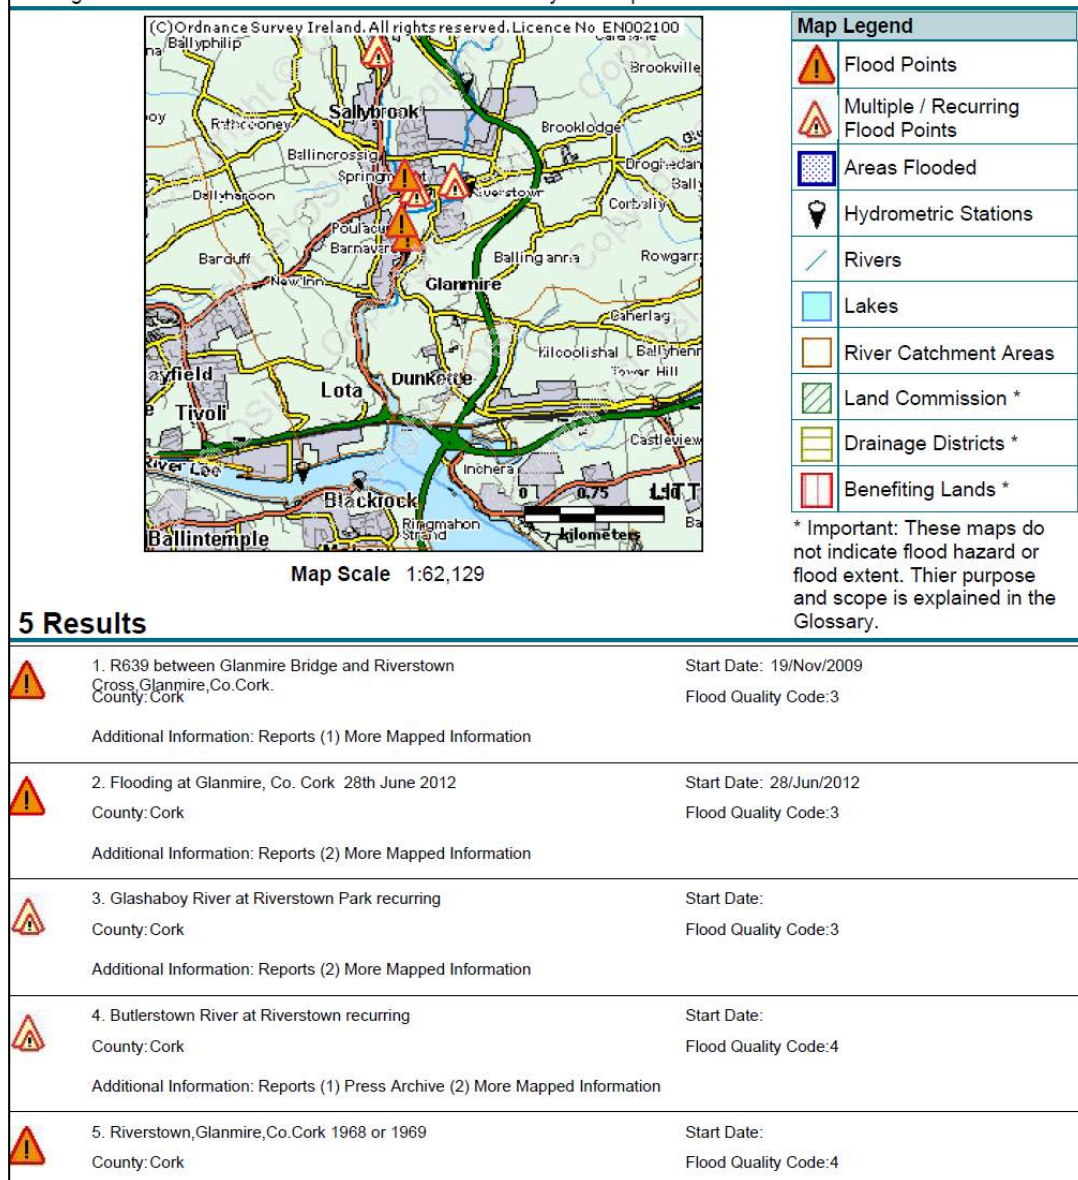 (C)Ordnance Survey Ireland. All rights reserved. Licence No EN002100
Ballyphilip
Brookville
Sallybrook
Brooklodge
Ballincrossig
Corbally
Barduff
Ballinganna
Rowgarr
New Inn
Glanmire
Caherlag
Kilcoolishal
Ballyhenn
ayfield
Lota
Dunkettle
Tower Hill
Tivoli
River Lee
Castleview
Inchera
Blackrock
0 0.75
kilometers
Ringmahon
Strand
Ba
Ballintemple
Map Scale 1:62,129
Map Legend
Flood Points
Multiple / Recurring
Flood Points
Areas Flooded
Hydrometric Stations
Rivers
Lakes
River Catchment Areas
Land Commission *
Drainage Districts *
Benefiting Lands *
* Important: These maps do
not indicate flood hazard or
flood extent. Thier purpose
and scope is explained in the
Glossary.
5 Results
1. R639 between Glanmire Bridge and Riverstown
Cross,Glanmire,Co.Cork.
Start Date: 19/Nov/2009
County: Cork
Flood Quality Code:3
Additional Information: Reports (1) More Mapped Information
2. Flooding at Glanmire, Co. Cork 28th June 2012
Start Date: 28/Jun/2012
County: Cork
Flood Quality Code:3
Additional Information: Reports (2) More Mapped Information
3. Glashaboy River at Riverstown Park recurring
Start Date:
County: Cork
Flood Quality Code:3
Additional Information: Reports (2) More Mapped Information
4. Butlerstown River at Riverstown recurring
Start Date:
County: Cork
Flood Quality Code:4
Additional Information: Reports (1) Press Archive (2) More Mapped Information
5. Riverstown,Glanmire,Co.Cork 1968 or 1969
Start Date:
County: Cork
Flood Quality Code:4